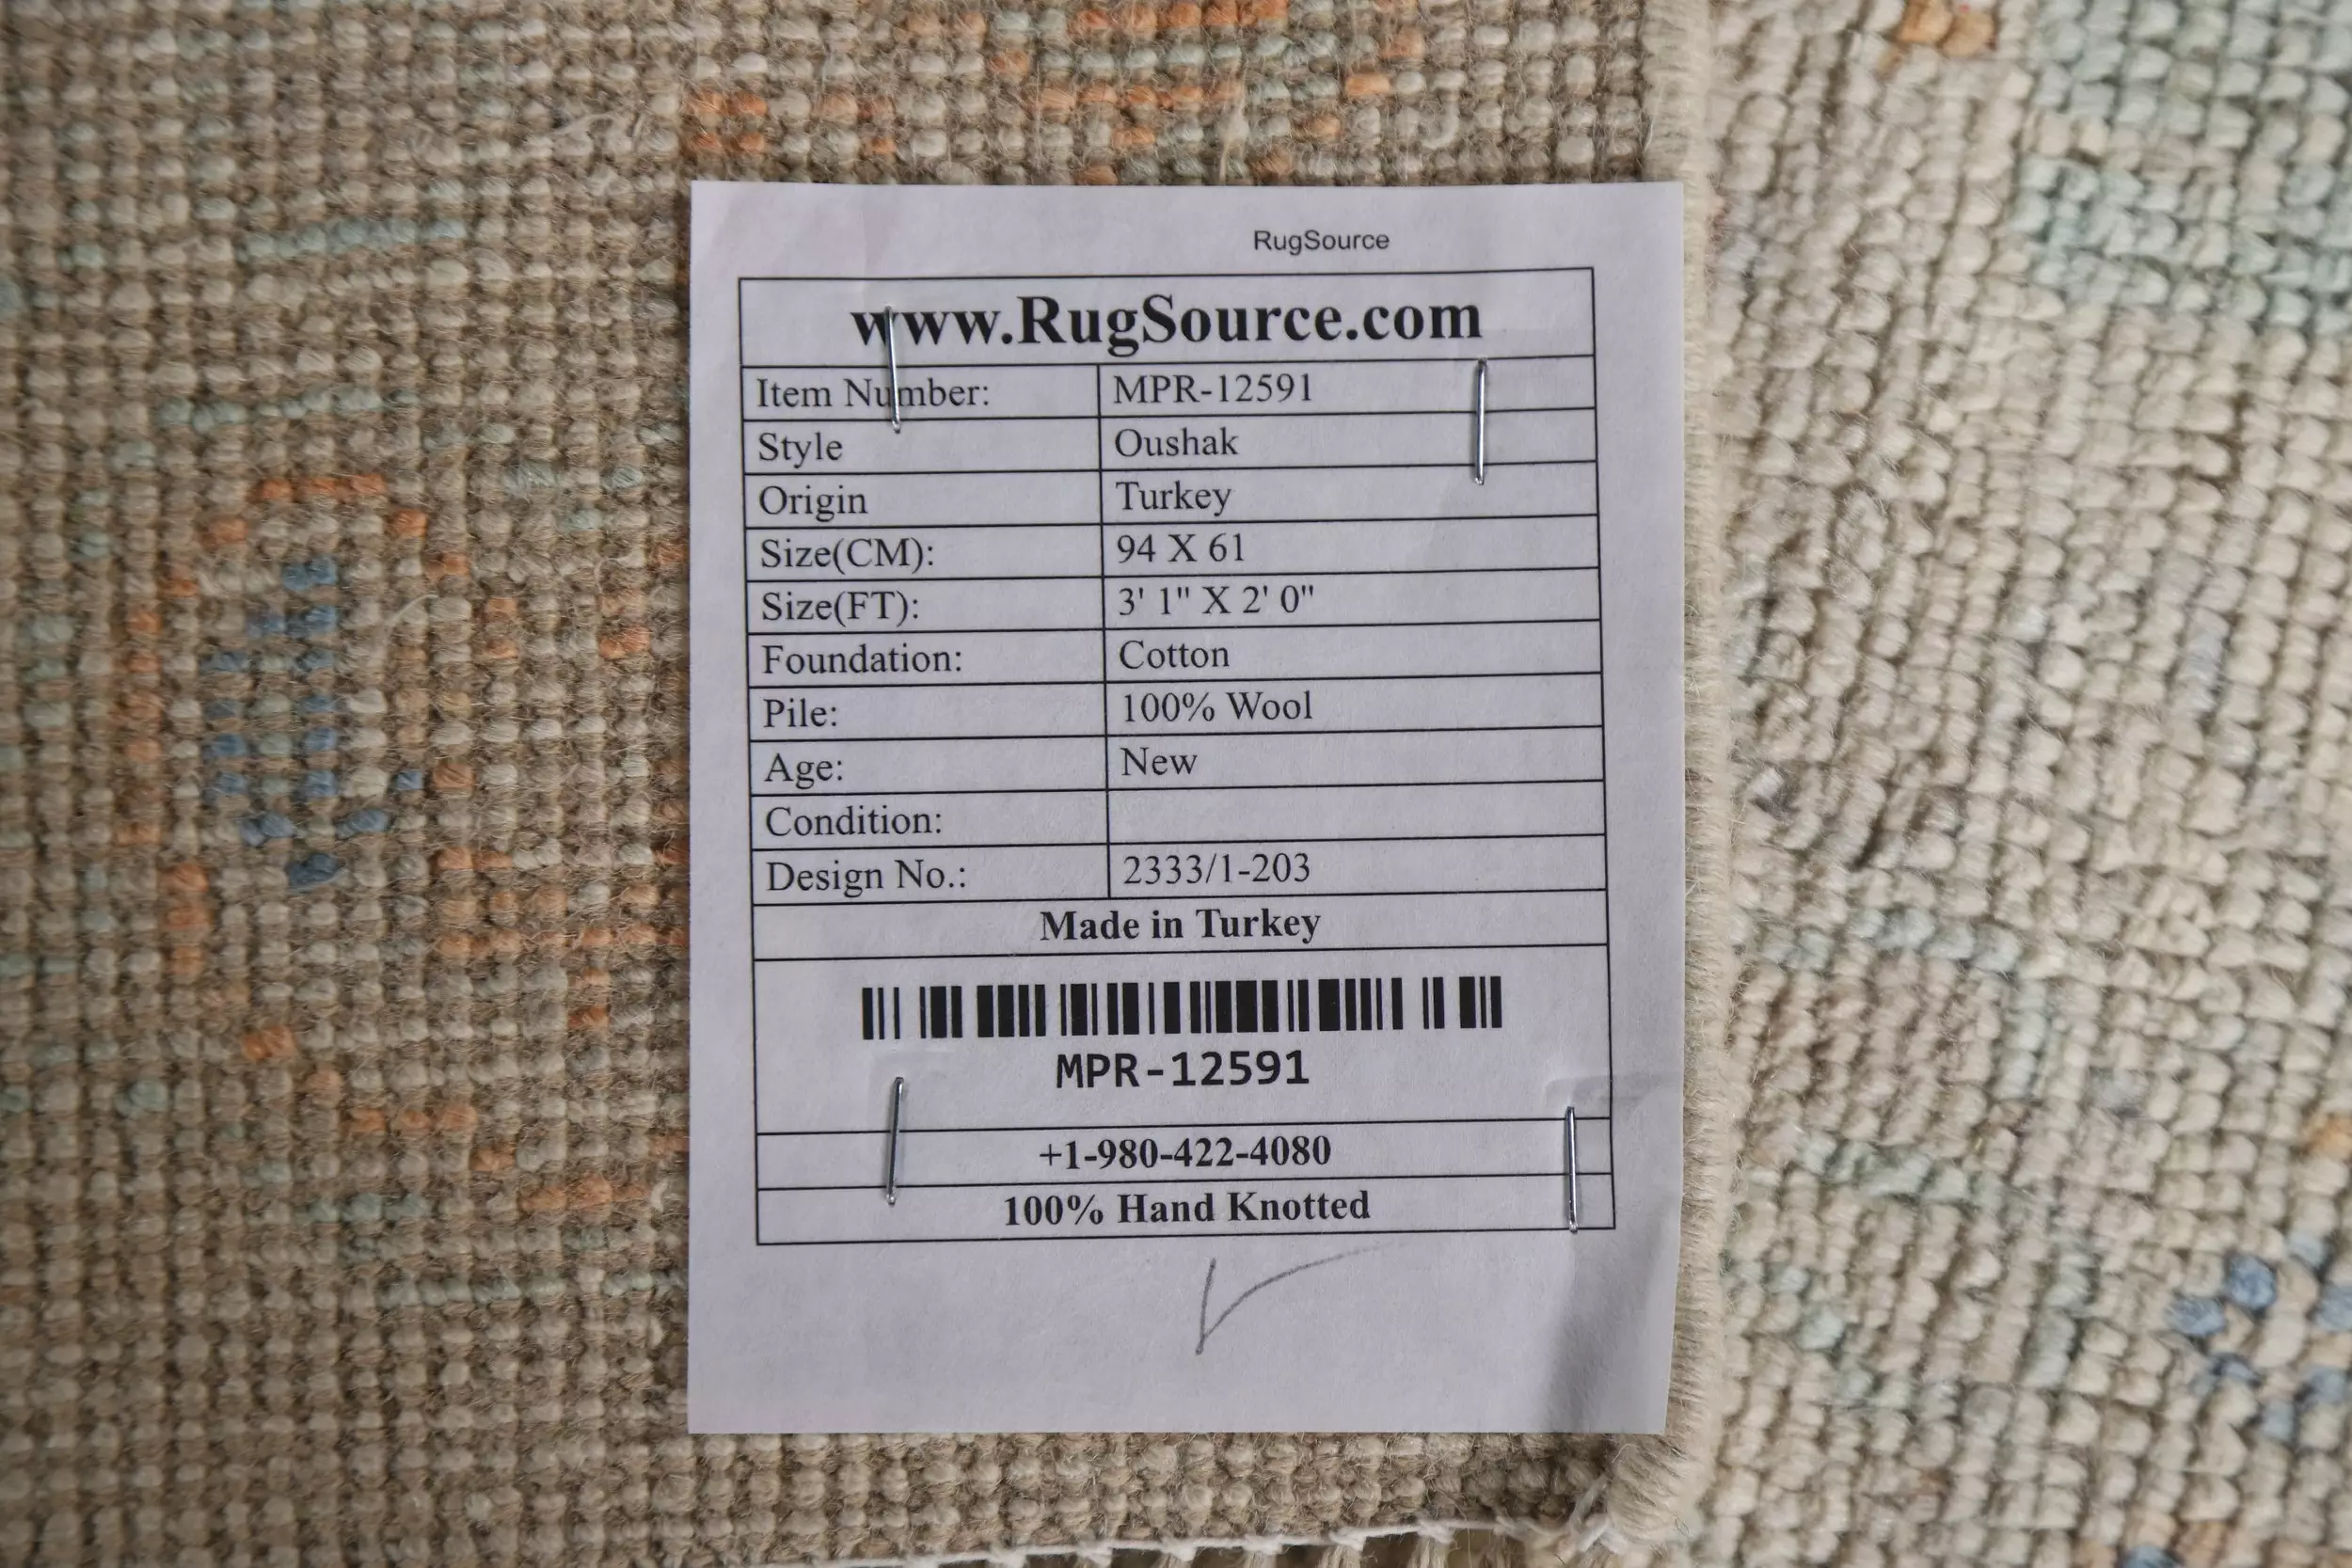 RugSource
www.RugSource.com
Item Number: MPR-12591
Style Oushak
Origin Turkey
Size(CM): 94 X 61
Size(FT): 3' 1" X 2' 0"
Foundation: Cotton
Pile: 100% Wool
Age: New
Condition:
Design No.: 2333/1-203
Made in Turkey
MPR-12591
+1-980-422-4080
100% Hand Knotted